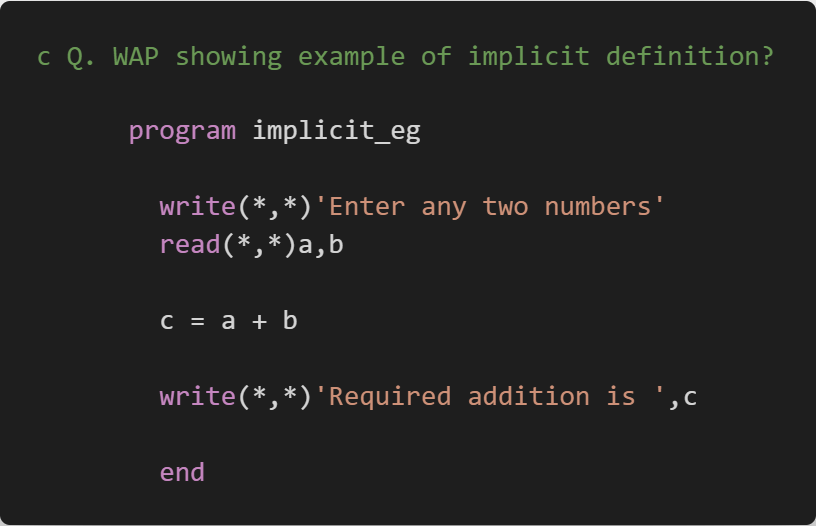 c Q. WAP showing example of implicit definition?
program implicit_eg
write(*,*)'Enter any two numbers'
read(*,*)a,b
c = a + b
write(*,*)'Required addition is ',c
end